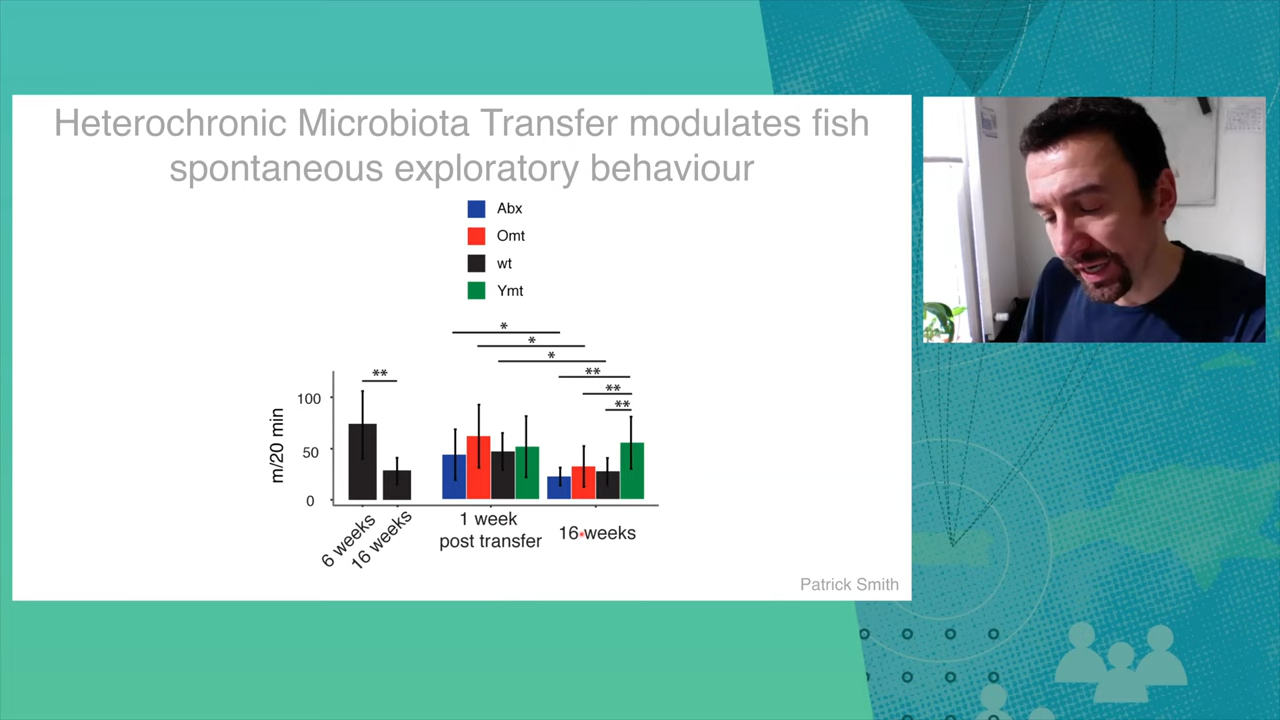 Heterochronic Microbiota Transfer modulates fish
spontaneous exploratory behaviour
Abx
Omt
wt
Ymt
*
*
*
**
**
**
**
100
50
0
m/20 min
6 weeks
16 weeks
1 week
post transfer
16 weeks
Patrick Smith